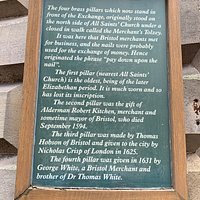 The four brass pillars which now stand in
front of the Exchange, originally stood on
the north side of All Saints' Church under a
closed in walk called the Merchant's Tolzey.
It was here that Bristol merchants met
for business, and the nails were probably
used for the exchange of money. Hence
originated the phrase "pay down upon
the nail".
The first pillar (nearest All Saints'
Church) is the oldest, being of the later
Elizabethan period. It is much worn and so
has lost its inscription.
The second pillar was the gift of
Alderman Robert Kitchen, merchant and
sometime mayor of Bristol, who died
September 1594.
The third pillar was made by Thomas
Hobson of Bristol and given to the city by
Nicholas Crisp of London in 1625.
The fourth pillar was given in 1631 by
George White, a Bristol Merchant and
brother of Dr Thomas White.